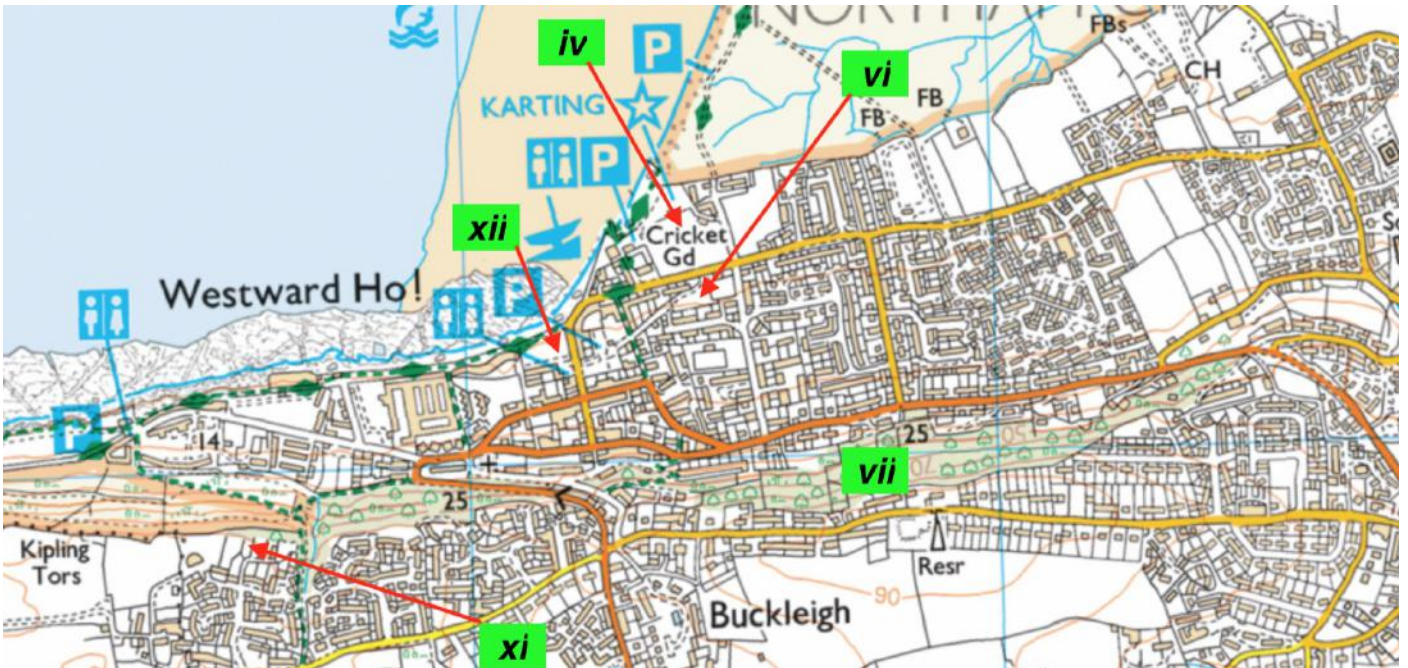 NORTHAM
iv
FBs
P
vi
CH
KARTING
FB
FB
P
xii
Cricket
Gd
Westward Ho!
P
14
P
25
vii
25
Kipling
Tors
Resr
90
Buckleigh
xi